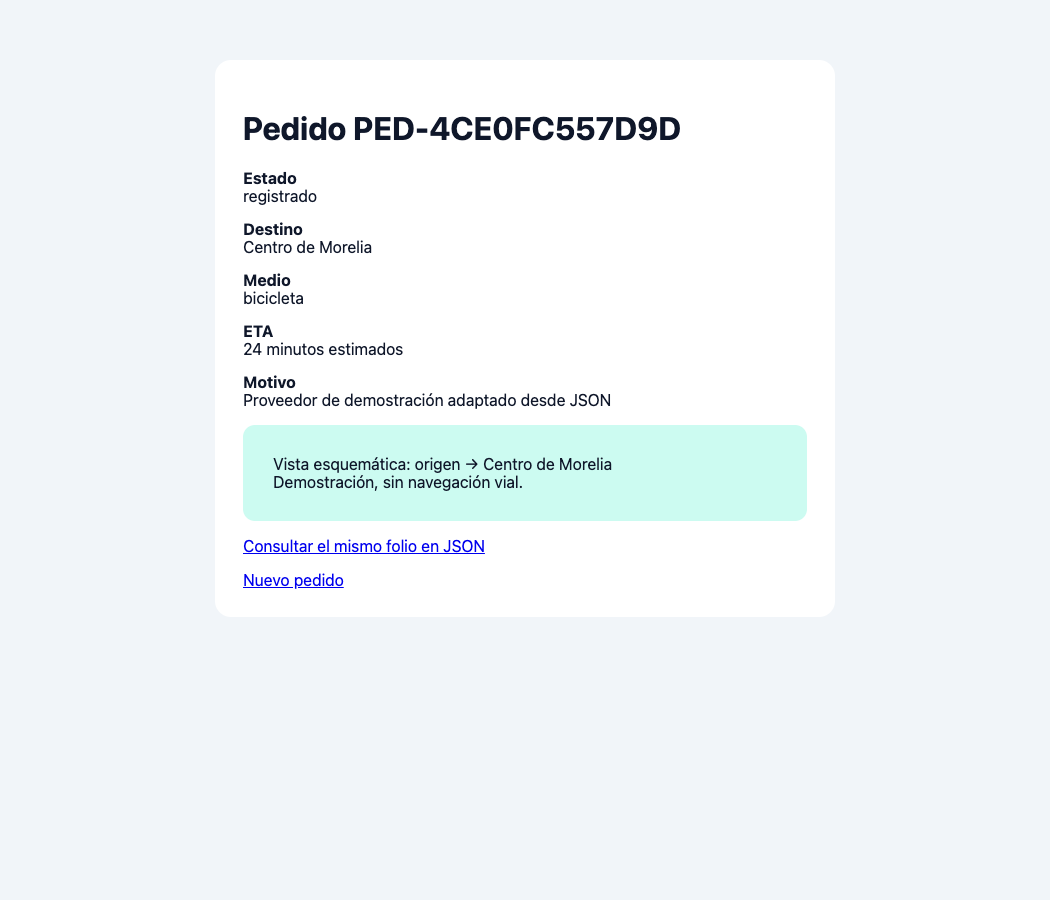 Pedido PED-4CE0FC557D9D
Estado
registrado
Destino
Centro de Morelia
Medio
bicicleta
ETA
24 minutos estimados
Motivo
Proveedor de demostración adaptado desde JSON
Vista esquemática: origen → Centro de Morelia
Demostración, sin navegación vial.
Consultar el mismo folio en JSON
Nuevo pedido